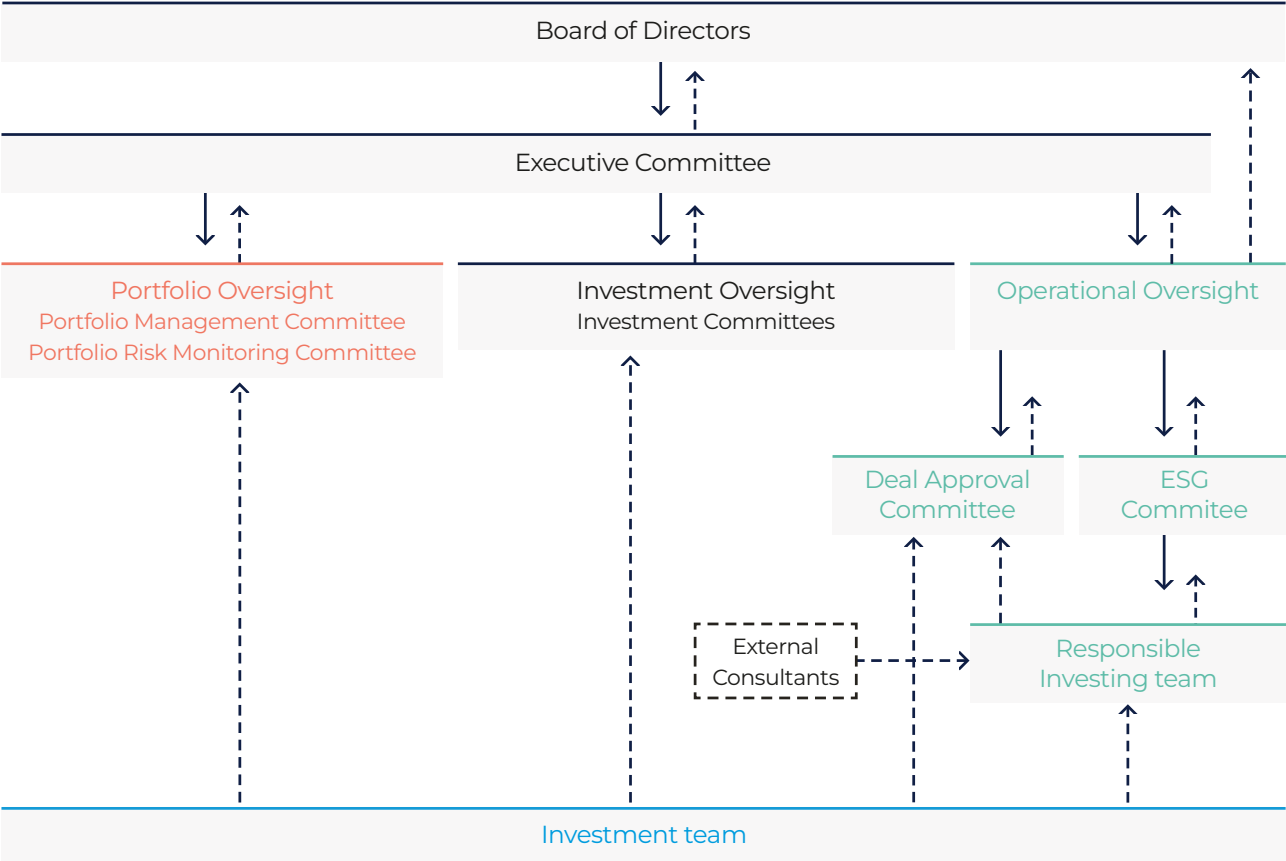 Board of Directors
Executive Committee
Portfolio Oversight
Portfolio Management Committee
Portfolio Risk Monitoring Committee
Investment Oversight
Investment Committees
Operational Oversight
Deal Approval
Committee
ESG
Commitee
External
Consultants
Responsible
Investing team
Investment team